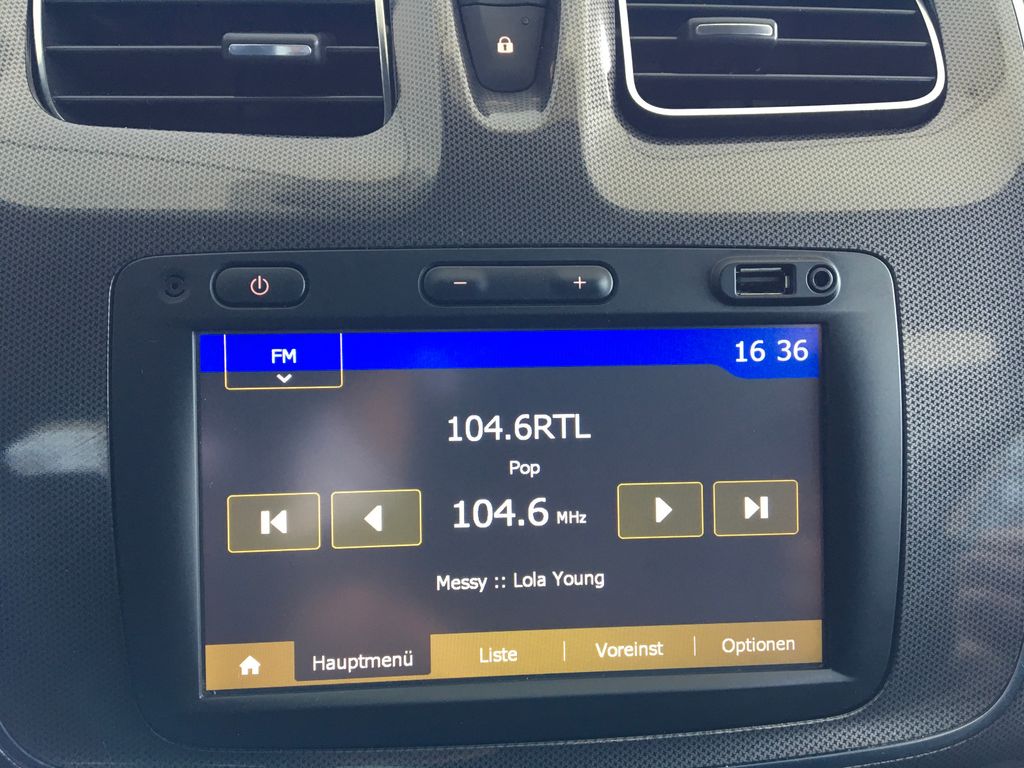 FM
16 36
104.6RTL
Pop
104.6 MHz
Messy :: Lola Young
Hauptmenü Liste Voreinst Optionen